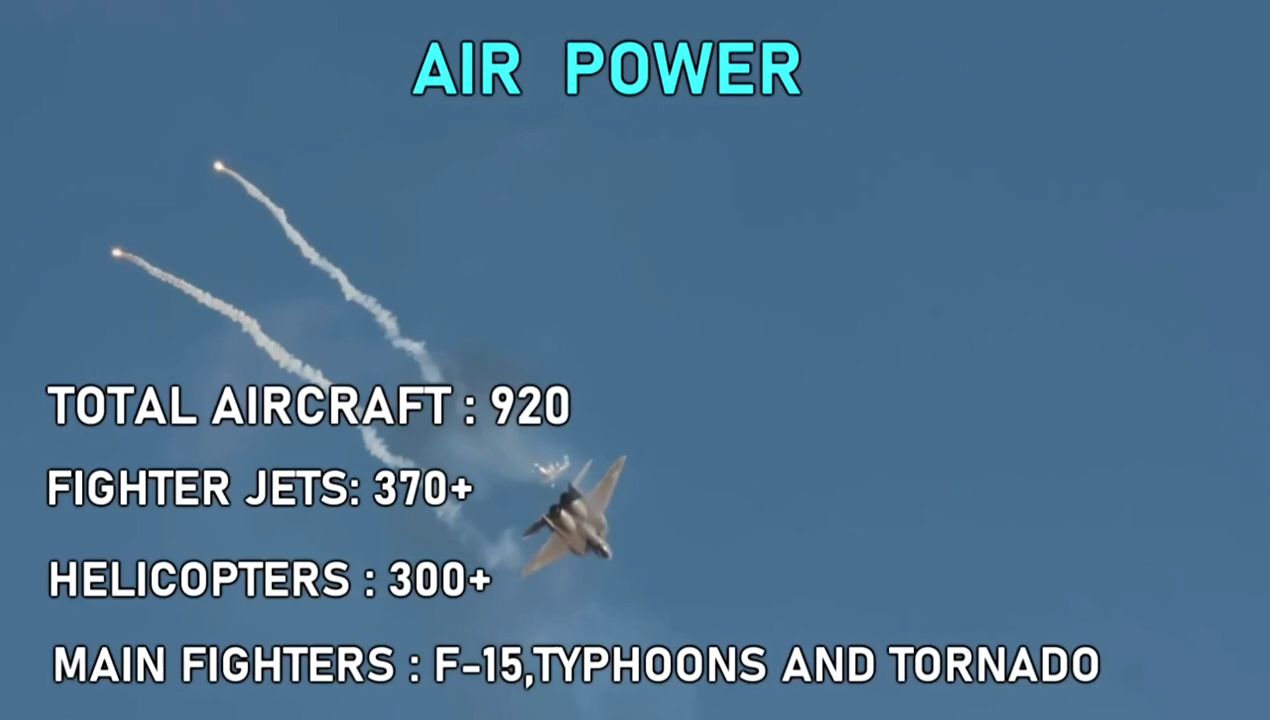 AIR POWER
TOTAL AIRCRAFT : 920
FIGHTER JETS: 370+
HELICOPTERS : 300+
MAIN FIGHTERS : F-15,TYPHOONS AND TORNADO